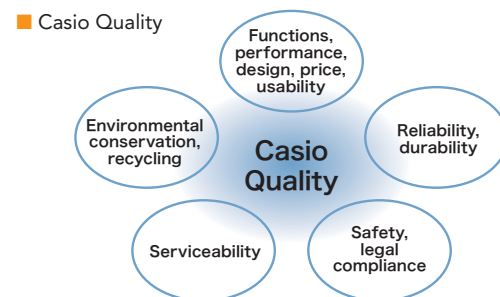 Casio Quality
Functions,
performance,
design, price,
usability
Environmental
conservation,
recycling
Reliability,
durability
Casio
Quality
Serviceability
Safety,
legal
compliance